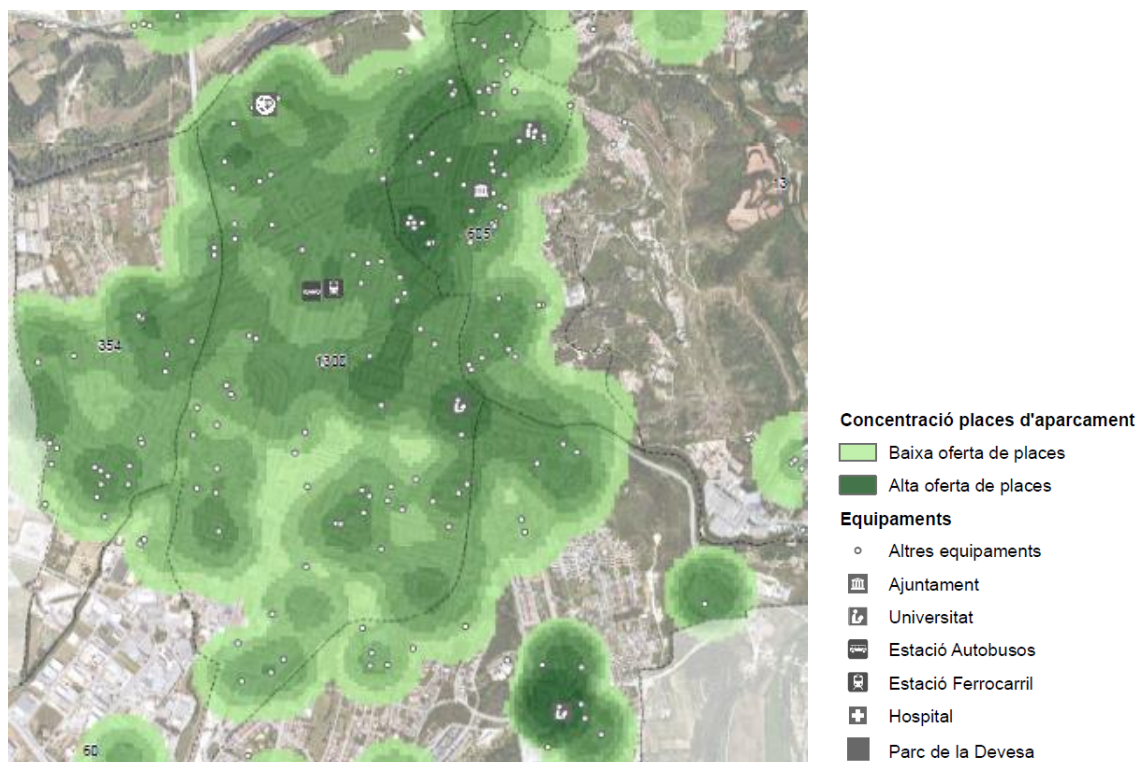 13
605
354
1300
60
Concentració places d'aparcament
Baixa oferta de places
Alta oferta de places
Equipaments
Altres equipaments
Ajuntament
Universitat
Estació Autobusos
Estació Ferrocarril
Hospital
Parc de la Devesa